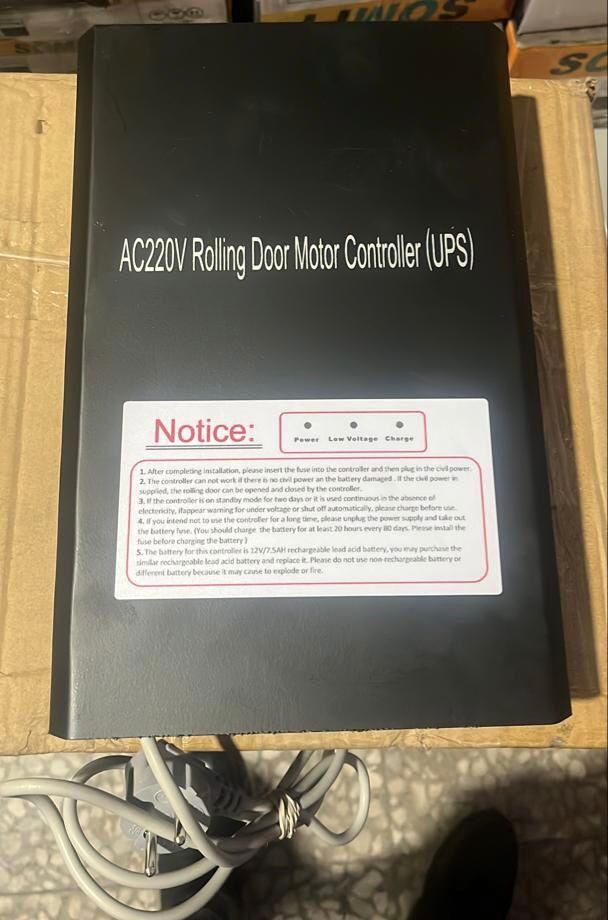 SOM
LIMOS
SO
AC220V Rolling Door Motor Controller (UPS)
Notice:
Power Low Voltage Charge
1. After completing installation, please insert the fuse into the controller and then plug in the civil power.
2. The controller can not work if there is no civil power an the battery damaged . If the civil power in
supplied, the rolling door can be opened and closed by the controller.
3. If the controller is on standby mode for two days or it is used continuous in the absence of
electricity, ifappear warning for under voltage or shut off automatically, please charge before use.
4. If you intend not to use the controller for a long time, please unplug the power supply and take out
the battery fuse. (You should charge the battery for at least 20 hours every 80 days. Please install the
fuse before charging the battery )
5. The battery for this controller is 12V/7.5AH rechargeable lead acid battery, you may purchase the
similar rechargeable lead acid battery and replace it. Please do not use non-rechargeable battery or
different battery because it may cause to explode or fire.